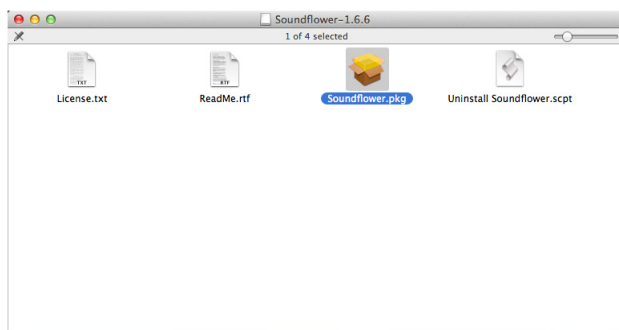 Soundflower-1.6.6
1 of 4 selected
TXT
RTF
License.txt
ReadMe.rtf
Soundflower.pkg
Uninstall Soundflower.scpt